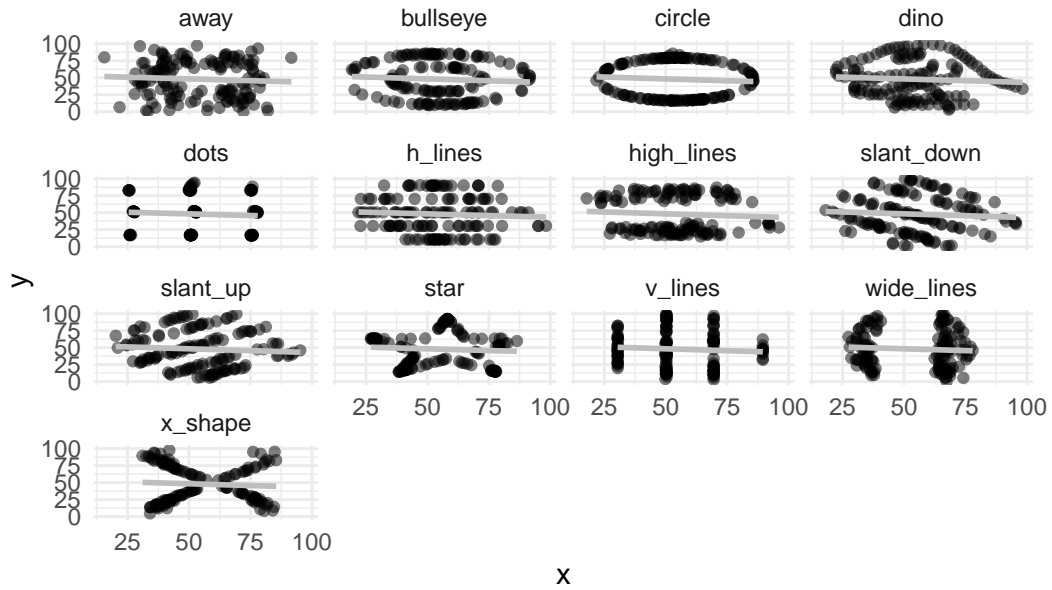 away bullseye circle dino
100
75
50
25
0
dots h_lines high_lines slant_down
100
75
50
25
0
y
slant_up star v_lines wide_lines
100
75
50
25
0
25 50 75 100 25 50 75 100 25 50 75 100
x_shape
100
75
50
25
0
25 50 75 100
x